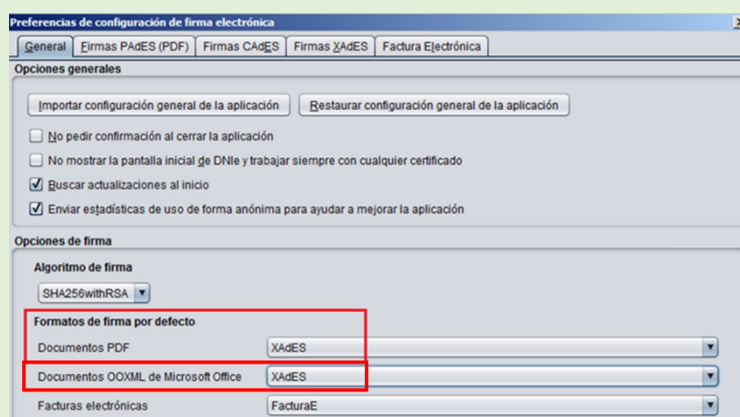 Preferencias de configuración de firma electrónica
General Firmas PAdES (PDF) Firmas CAdES Firmas XAdES Factura Electrónica
Opciones generales
Importar configuración general de la aplicación Restaurar configuración general de la aplicación
No pedir confirmación al cerrar la aplicación
No mostrar la pantalla inicial de DNIe y trabajar siempre con cualquier certificado
Buscar actualizaciones al inicio
Enviar estadísticas de uso de forma anónima para ayudar a mejorar la aplicación
Opciones de firma
Algoritmo de firma
SHA256withRSA
Formatos de firma por defecto
Documentos PDF XAdES
Documentos OOXML de Microsoft Office XAdES
Facturas electrónicas FacturaE